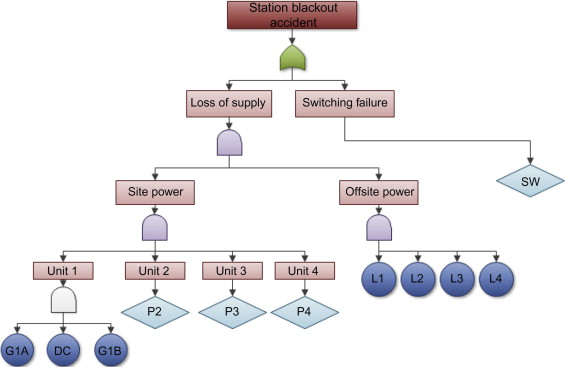 Station blackout
accident
Loss of supply
Switching failure
SW
Site power
Offsite power
Unit 1
Unit 2
Unit 3
Unit 4
L1
L2
L3
L4
P2
P3
P4
G1A
DC
G1B